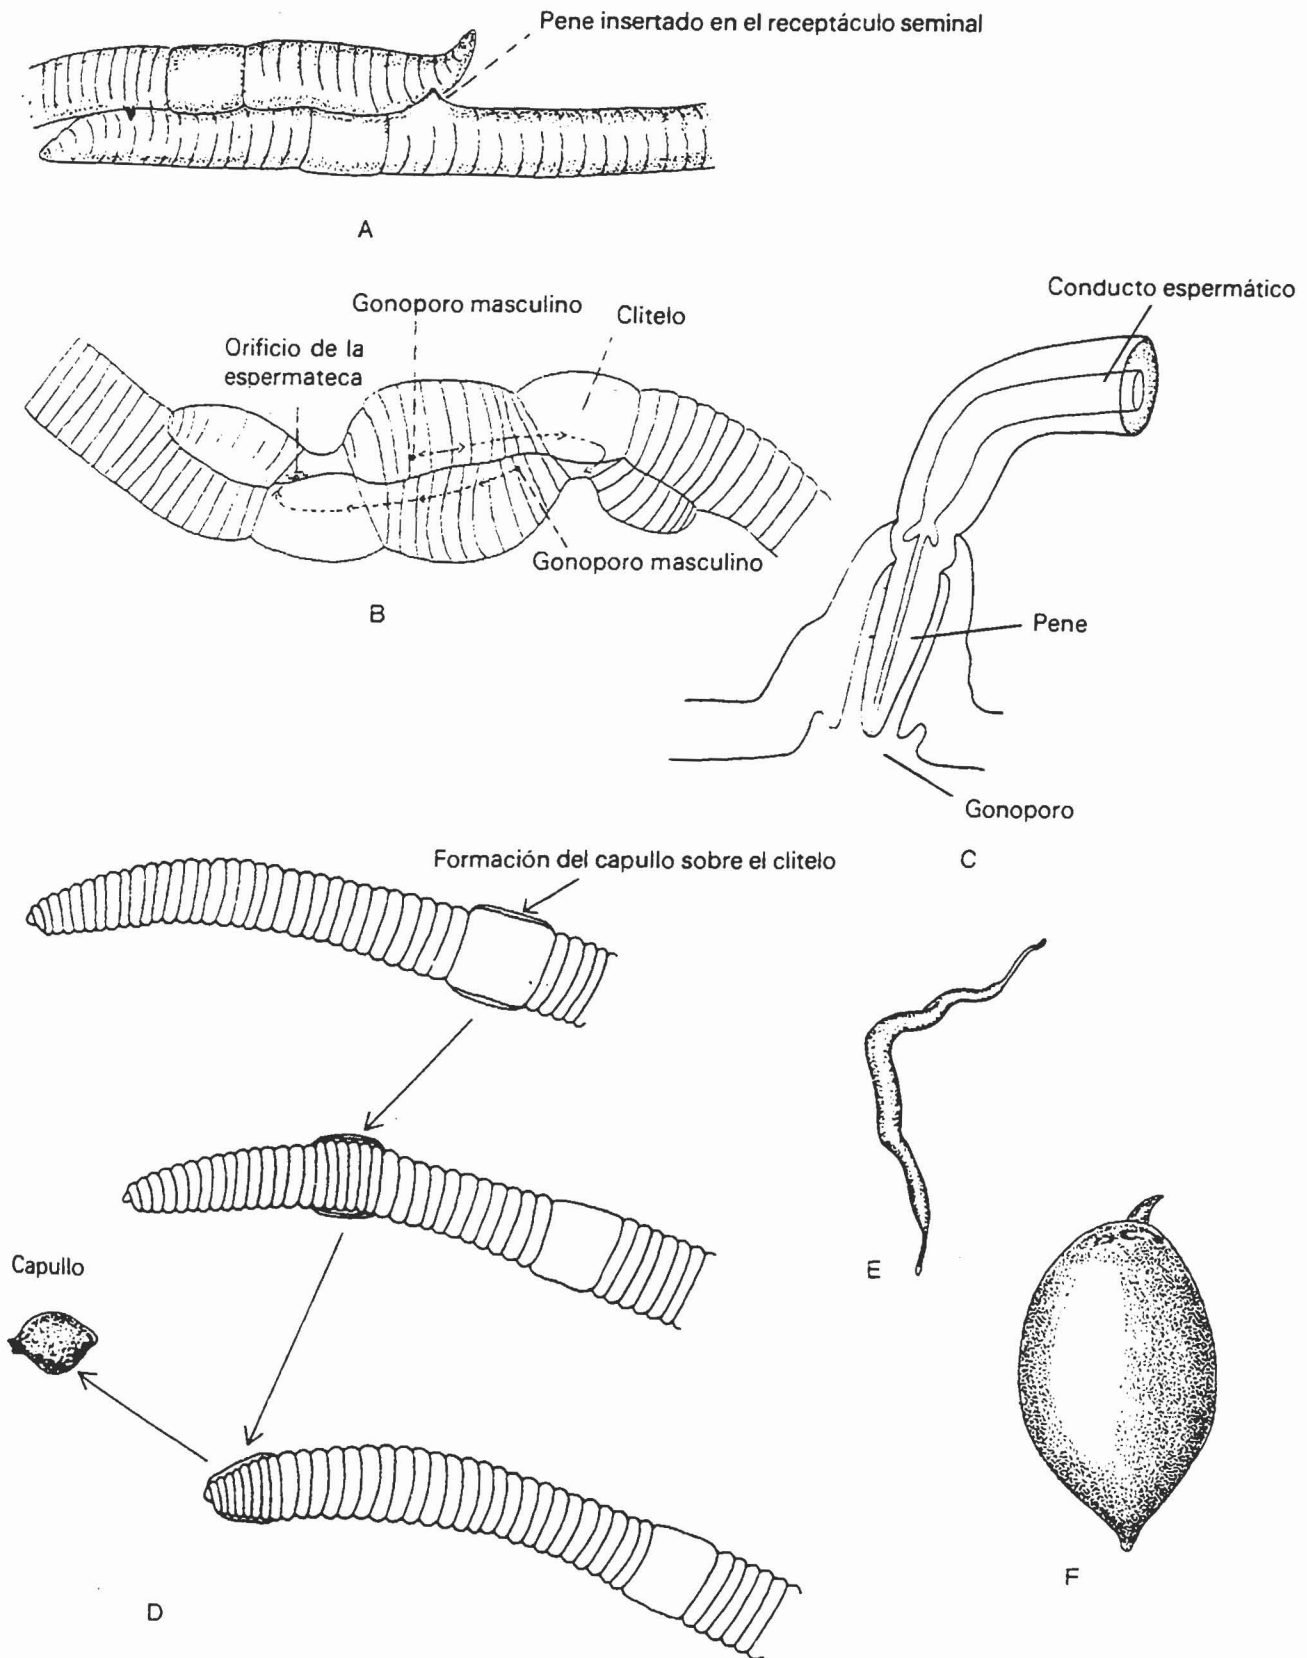 Pene insertado en el receptáculo seminal
A
Gonoporo masculino
Clitelo
Orificio de la
espermateca
Gonoporo masculino
B
Conducto espermático
Pene
Gonoporo
C
Formación del capullo sobre el clitelo
Capullo
D
E
F